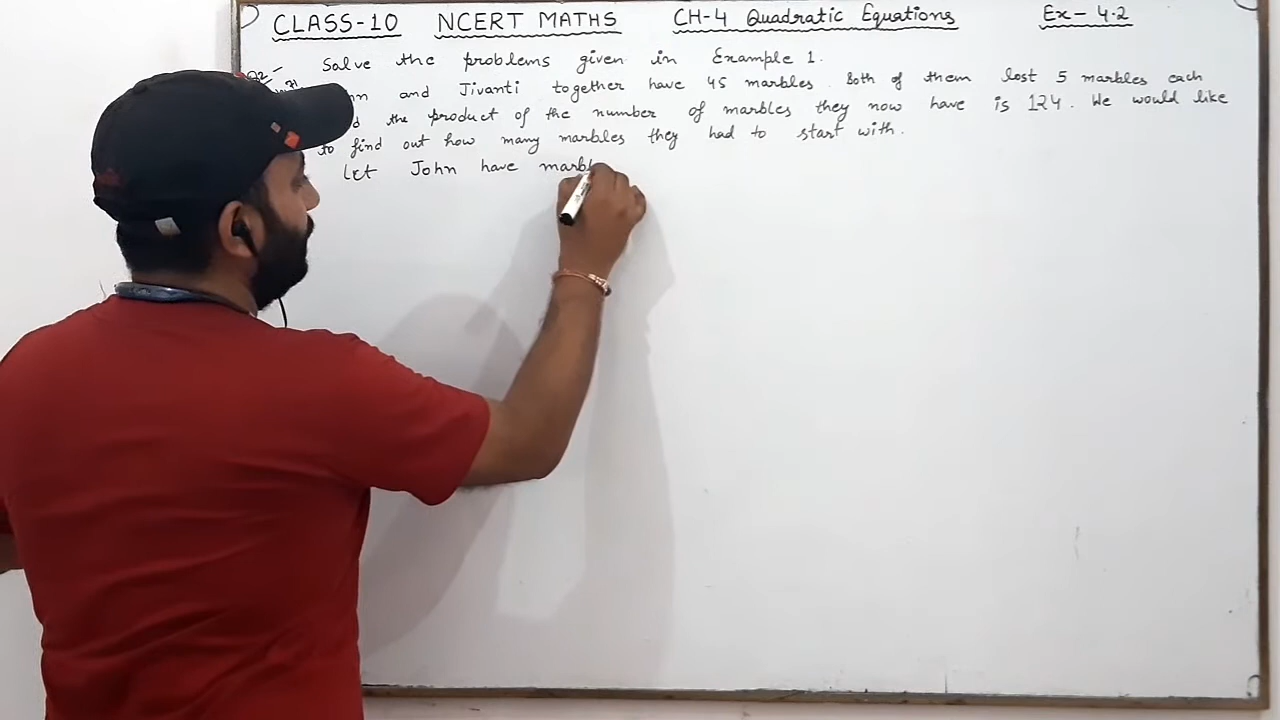 CLASS-10 NCERT MATHS CH-4 Quadratic Equations Ex-4.2
Solve the problems given in Example 1.
and Jivanti together have 45 marbles. Both of them lost 5 marbles each
the product of the number of marbles they now have is 124. We would like
to find out how many marbles they had to start with.
Let John have marbl